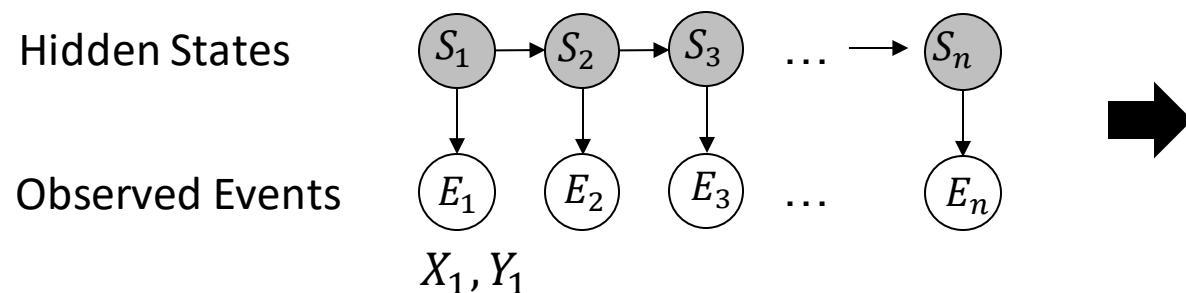 Hidden States S₁ S₂ S₃ ... Sₙ
Observed Events E₁ E₂ E₃ ... Eₙ
X₁, Y₁